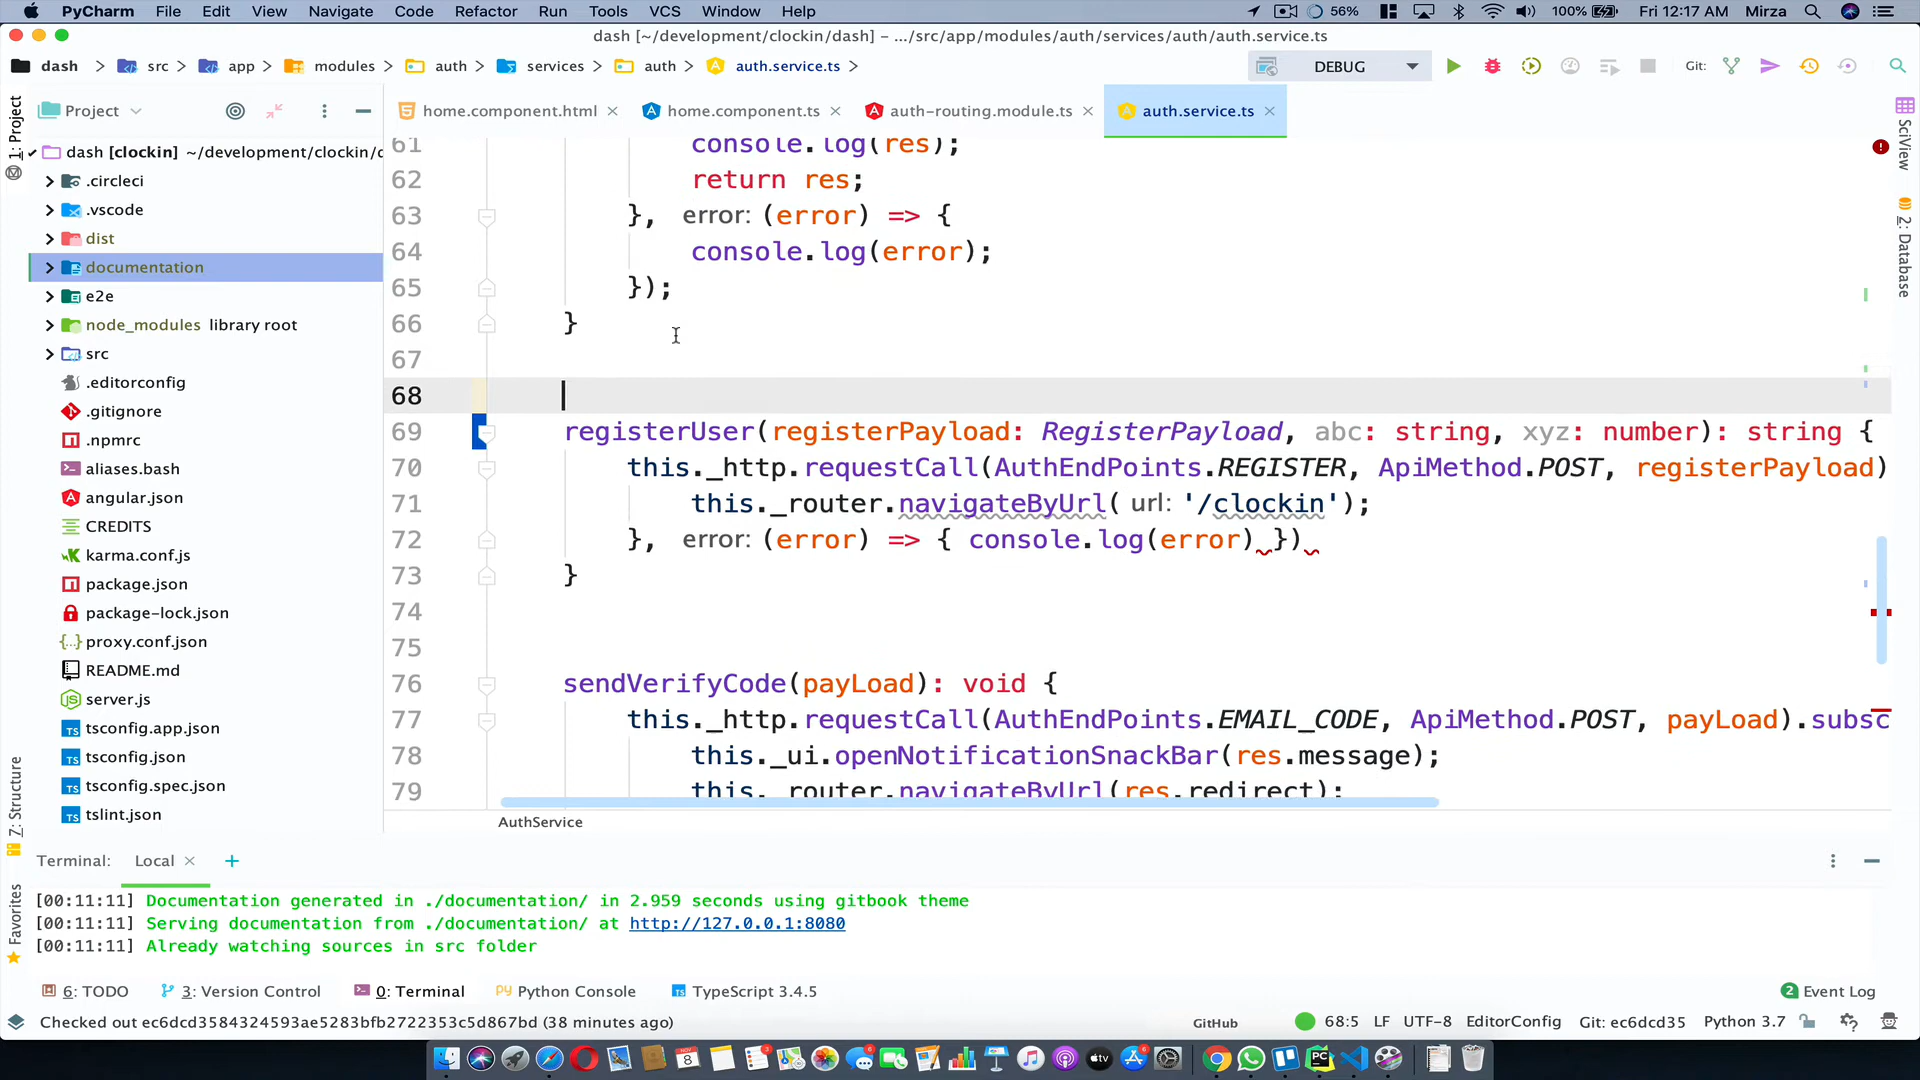 PyCharm File Edit View Navigate Code Refactor Run Tools VCS Window Help 56% 100% Fri 12:17 AM Mirza
dash [~/development/clockin/dash] – .../src/app/modules/auth/services/auth/auth.service.ts
dash src app modules auth services auth auth.service.ts DEBUG Git:
Project home.component.html home.component.ts auth-routing.module.ts auth.service.ts
1: Project
SciView
2: Database
7: Structure
Favorites
dash [clockin] ~/development/clockin/d
.circleci
.vscode
dist
documentation
e2e
node_modules library root
src
.editorconfig
.gitignore
.npmrc
aliases.bash
angular.json
CREDITS
karma.conf.js
package.json
package-lock.json
proxy.conf.json
README.md
server.js
tsconfig.app.json
tsconfig.json
tsconfig.spec.json
tslint.json
61 console.log(res);
62 return res;
63 }, error: (error) => {
64 console.log(error);
65 });
66 }
67
68
69 registerUser(registerPayload: RegisterPayload, abc: string, xyz: number): string {
70 this._http.requestCall(AuthEndPoints.REGISTER, ApiMethod.POST, registerPayload)
71 this._router.navigateByUrl( url: '/clockin');
72 }, error: (error) => { console.log(error) })
73 }
74
75
76 sendVerifyCode(payLoad): void {
77 this._http.requestCall(AuthEndPoints.EMAIL_CODE, ApiMethod.POST, payLoad).subsc
78 this._ui.openNotificationSnackBar(res.message);
79 this._router.navigateByUrl(res.redirect);
AuthService
Terminal: Local
[00:11:11] Documentation generated in ./documentation/ in 2.959 seconds using gitbook theme
[00:11:11] Serving documentation from ./documentation/ at http://127.0.0.1:8080
[00:11:11] Already watching sources in src folder
6: TODO 3: Version Control 0: Terminal Python Console TypeScript 3.4.5 2 Event Log
Checked out ec6dcd3584324593ae5283bfb2722353c5d867bd (38 minutes ago) GitHub 68:5 LF UTF-8 EditorConfig Git: ec6dcd35 Python 3.7